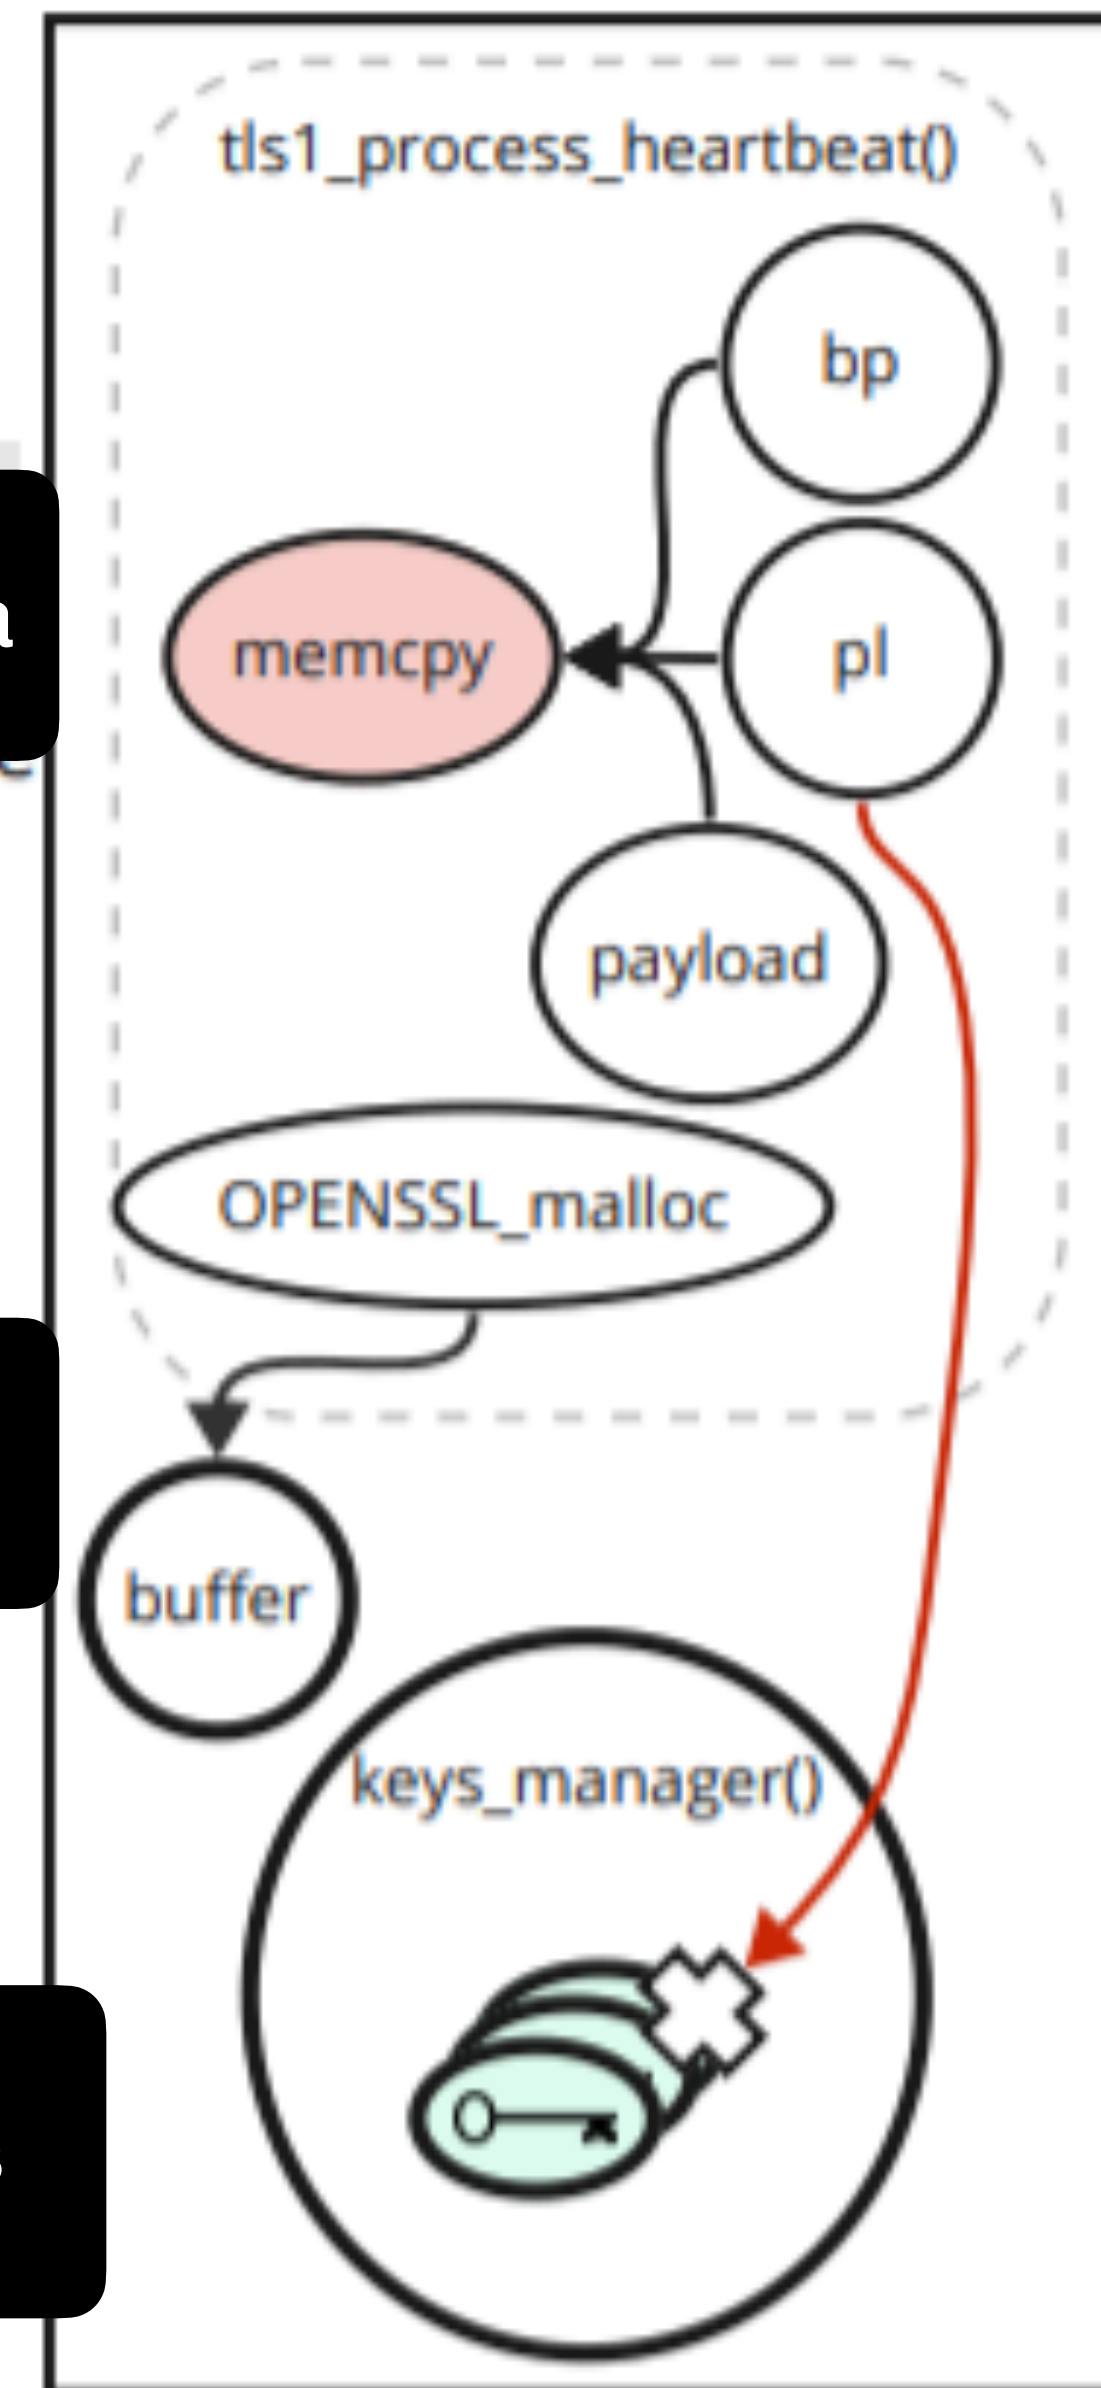 tls1_process_heartbeat()
bp
memcpy
pl
payload
OPENSSL_malloc
buffer
keys_manager()